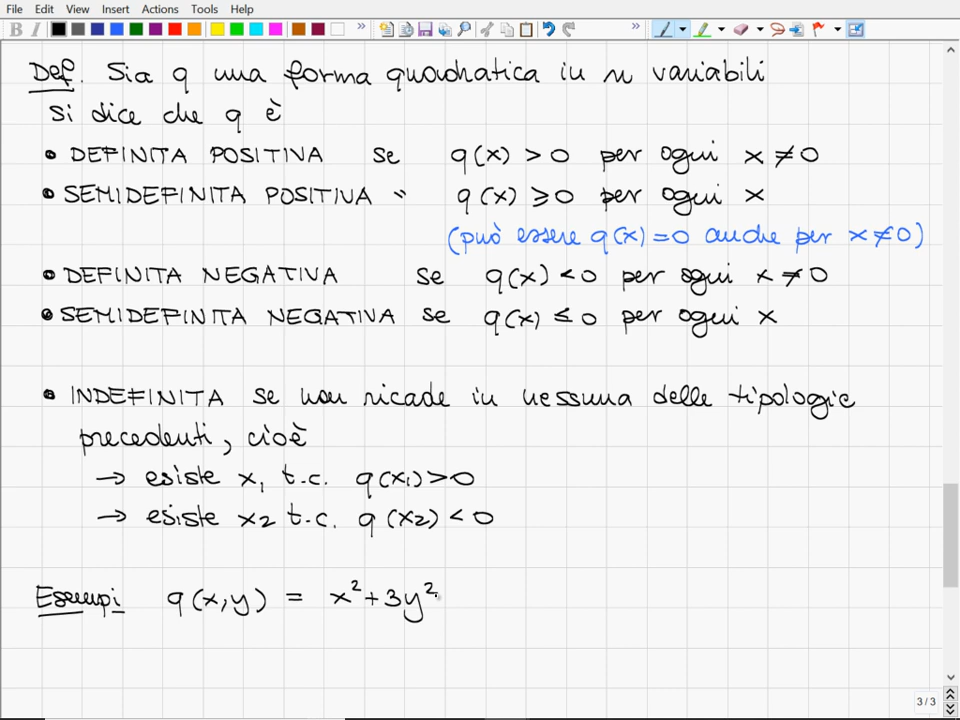 File Edit View Insert Actions Tools Help
B I » »
Def. Sia q una forma quadratica in n variabili
si dice che q è
• DEFINITA POSITIVA se q(x) > 0 per ogni x ≠ 0
• SEMIDEFINITA POSITIVA " q(x) ≥ 0 per ogni x
(può essere q(x) = 0 anche per x ≠ 0)
• DEFINITA NEGATIVA se q(x) < 0 per ogni x ≠ 0
• SEMIDEFINITA NEGATIVA se q(x) ≤ 0 per ogni x
• INDEFINITA se non ricade in nessuna delle tipologie
precedenti, cioè
→ esiste x₁ t.c. q(x₁) > 0
→ esiste x₂ t.c. q(x₂) < 0
Esempi q(x,y) = x² + 3y²
3 / 3